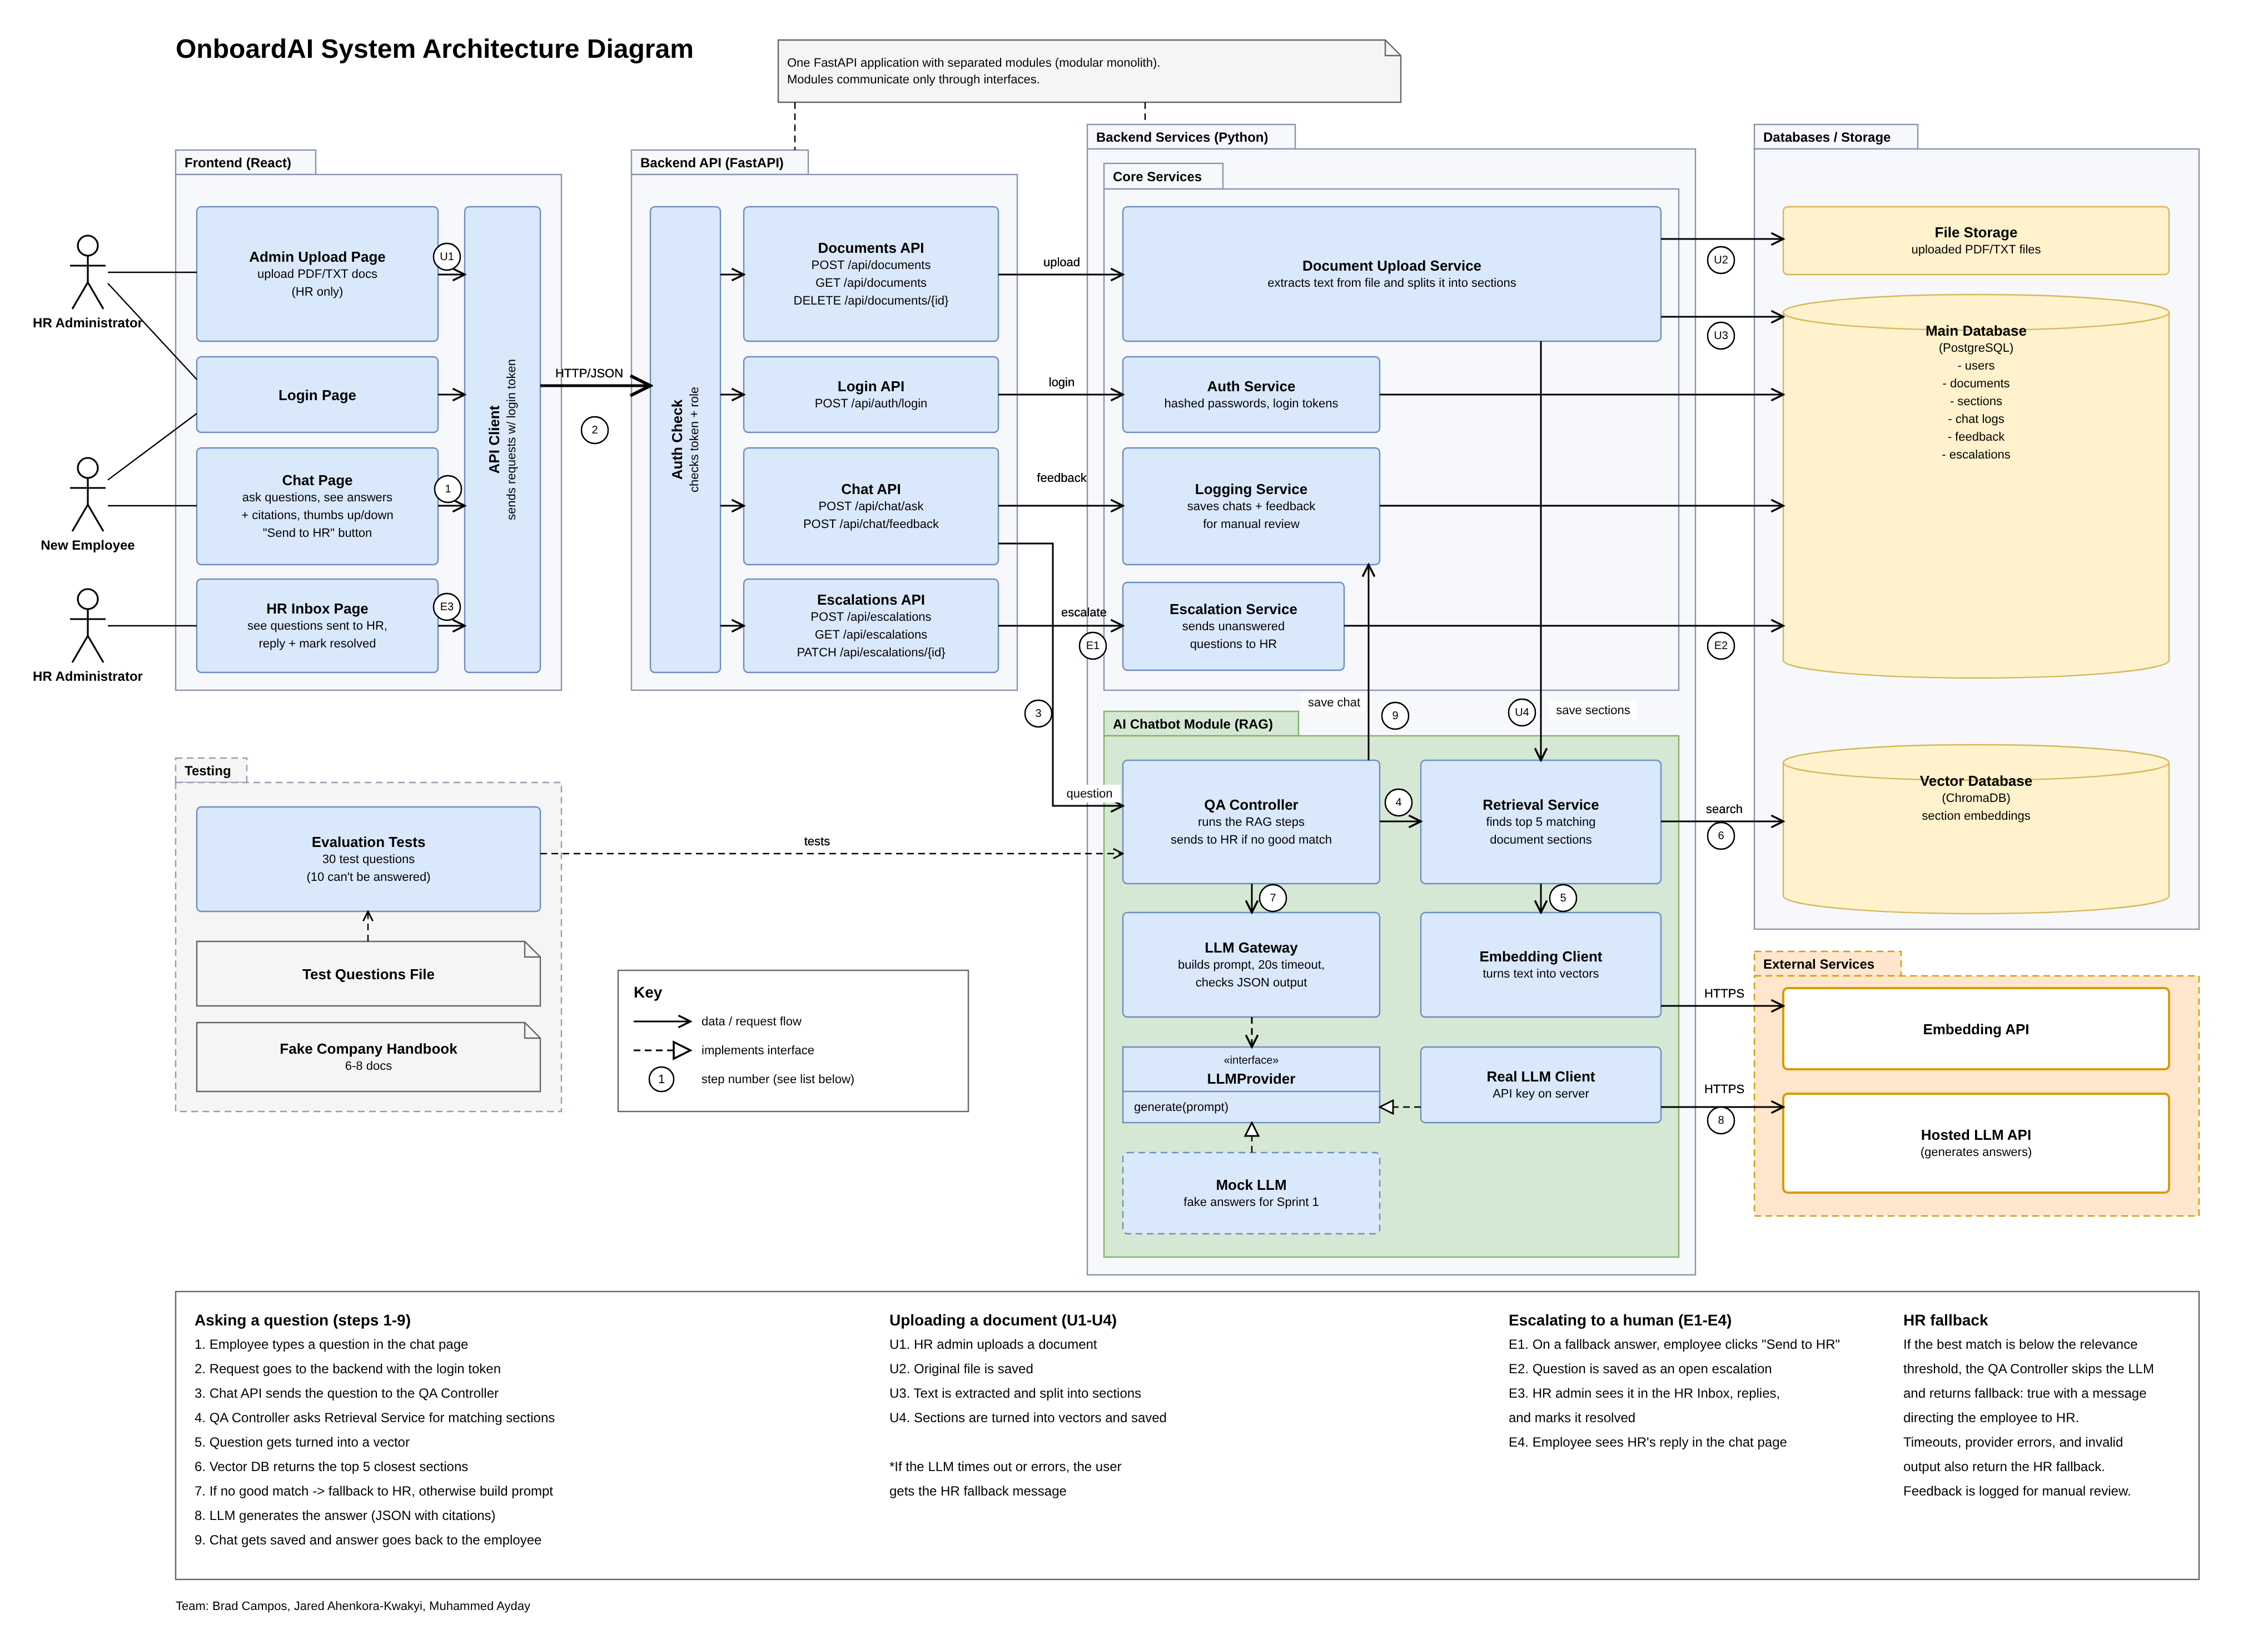 OnboardAI System Architecture Diagram
One FastAPI application with separated modules (modular monolith).
Modules communicate only through interfaces.
Frontend (React)
Admin Upload Page
upload PDF/TXT docs
(HR only)
Login Page
Chat Page
ask questions, see answers
+ citations, thumbs up/down
"Send to HR" button
HR Inbox Page
see questions sent to HR,
reply + mark resolved
API Client
sends requests w/ login token
HR Administrator
New Employee
HR Administrator
U1
1
E3
HTTP/JSON
2
Backend API (FastAPI)
Auth Check
checks token + role
Documents API
POST /api/documents
GET /api/documents
DELETE /api/documents/{id}
Login API
POST /api/auth/login
Chat API
POST /api/chat/ask
POST /api/chat/feedback
Escalations API
POST /api/escalations
GET /api/escalations
PATCH /api/escalations/{id}
upload
login
feedback
escalate
E1
3
question
Backend Services (Python)
Core Services
Document Upload Service
extracts text from file and splits it into sections
Auth Service
hashed passwords, login tokens
Logging Service
saves chats + feedback
for manual review
Escalation Service
sends unanswered
questions to HR
save chat
9
U4
save sections
AI Chatbot Module (RAG)
QA Controller
runs the RAG steps
sends to HR if no good match
4
Retrieval Service
finds top 5 matching
document sections
7
5
LLM Gateway
builds prompt, 20s timeout,
checks JSON output
Embedding Client
turns text into vectors
«interface»
LLMProvider
generate(prompt)
Real LLM Client
API key on server
Mock LLM
fake answers for Sprint 1
U2
U3
E2
search
6
HTTPS
HTTPS
8
Databases / Storage
File Storage
uploaded PDF/TXT files
Main Database
(PostgreSQL)
- users
- documents
- sections
- chat logs
- feedback
- escalations
Vector Database
(ChromaDB)
section embeddings
External Services
Embedding API
Hosted LLM API
(generates answers)
Testing
Evaluation Tests
30 test questions
(10 can't be answered)
Test Questions File
Fake Company Handbook
6-8 docs
tests
Key
data / request flow
implements interface
1
step number (see list below)
Asking a question (steps 1-9)
1. Employee types a question in the chat page
2. Request goes to the backend with the login token
3. Chat API sends the question to the QA Controller
4. QA Controller asks Retrieval Service for matching sections
5. Question gets turned into a vector
6. Vector DB returns the top 5 closest sections
7. If no good match -> fallback to HR, otherwise build prompt
8. LLM generates the answer (JSON with citations)
9. Chat gets saved and answer goes back to the employee
Uploading a document (U1-U4)
U1. HR admin uploads a document
U2. Original file is saved
U3. Text is extracted and split into sections
U4. Sections are turned into vectors and saved
*If the LLM times out or errors, the user
gets the HR fallback message
Escalating to a human (E1-E4)
E1. On a fallback answer, employee clicks "Send to HR"
E2. Question is saved as an open escalation
E3. HR admin sees it in the HR Inbox, replies,
and marks it resolved
E4. Employee sees HR's reply in the chat page
HR fallback
If the best match is below the relevance
threshold, the QA Controller skips the LLM
and returns fallback: true with a message
directing the employee to HR.
Timeouts, provider errors, and invalid
output also return the HR fallback.
Feedback is logged for manual review.
Team: Brad Campos, Jared Ahenkora-Kwakyi, Muhammed Ayday